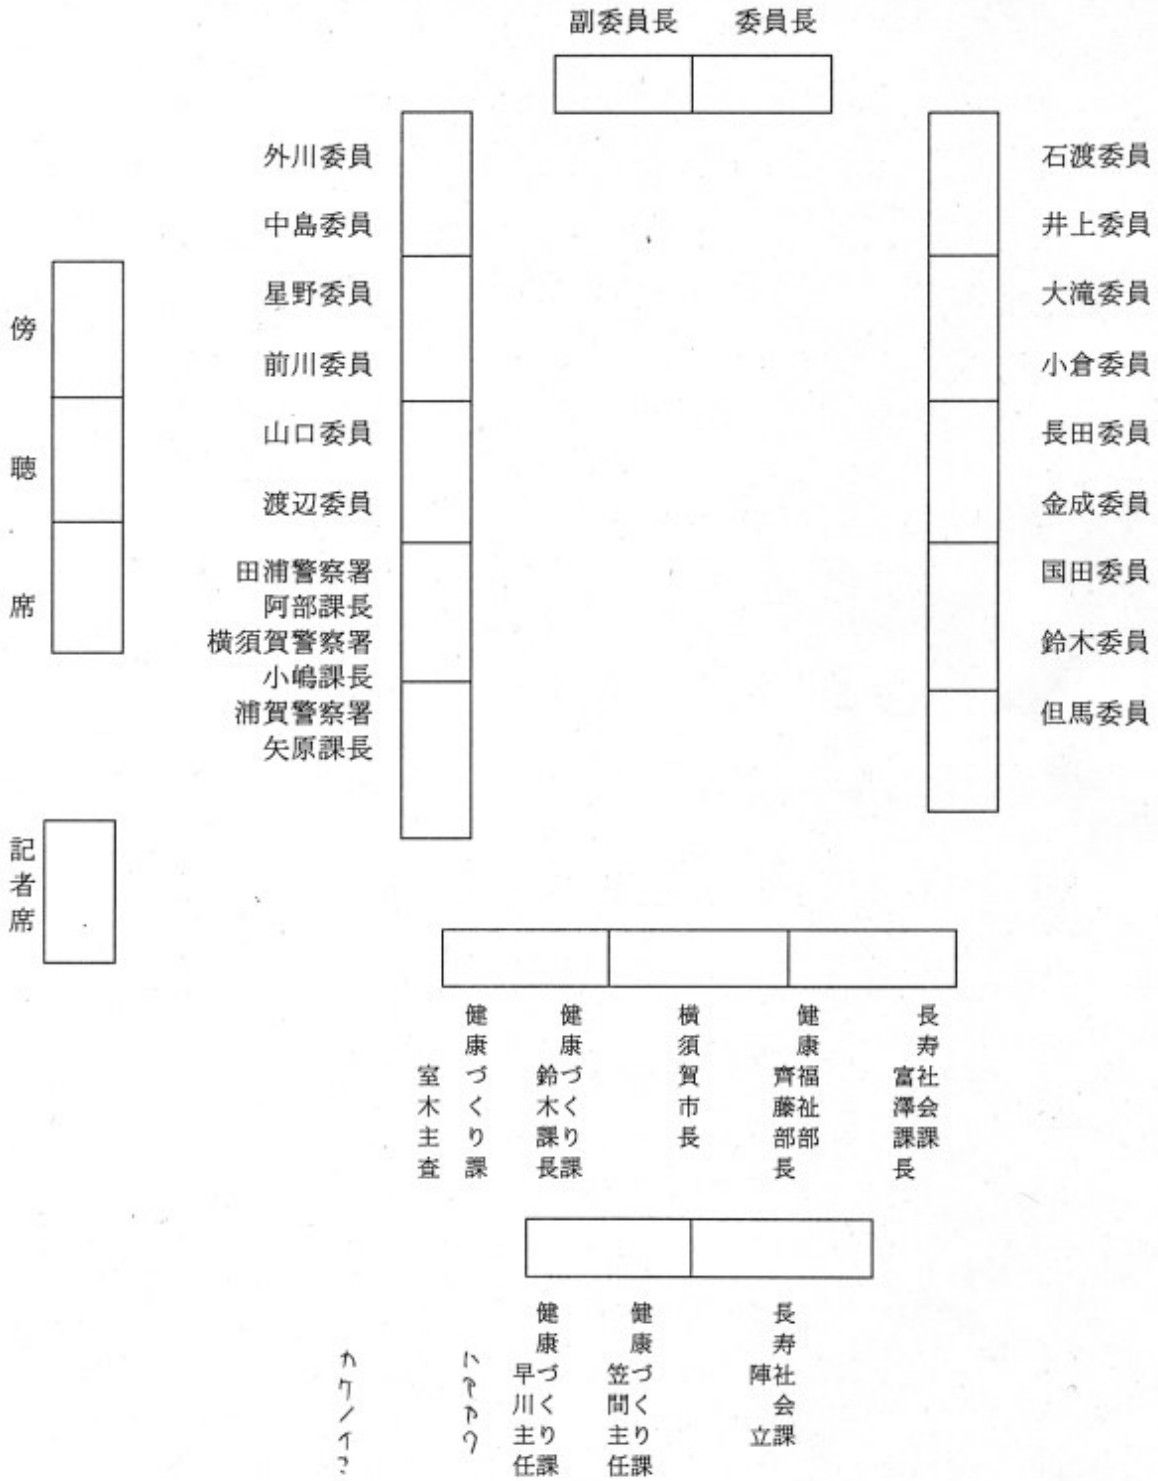 副委員長 委員長
外川委員
中島委員
星野委員
前川委員
山口委員
渡辺委員
田浦警察署
阿部課長
横須賀警察署
小嶋課長
浦賀警察署
矢原課長
石渡委員
井上委員
大滝委員
小倉委員
長田委員
金成委員
国田委員
鈴木委員
但馬委員
傍聴席
記者席
長寿社会課
富澤課長
健康福祉部
齊藤部長
横須賀市長
健康づくり課
鈴木課長
健康づくり課
室木主査
長寿社会課
陣 立
健康づくり課
笠間主任
健康づくり課
早川主任